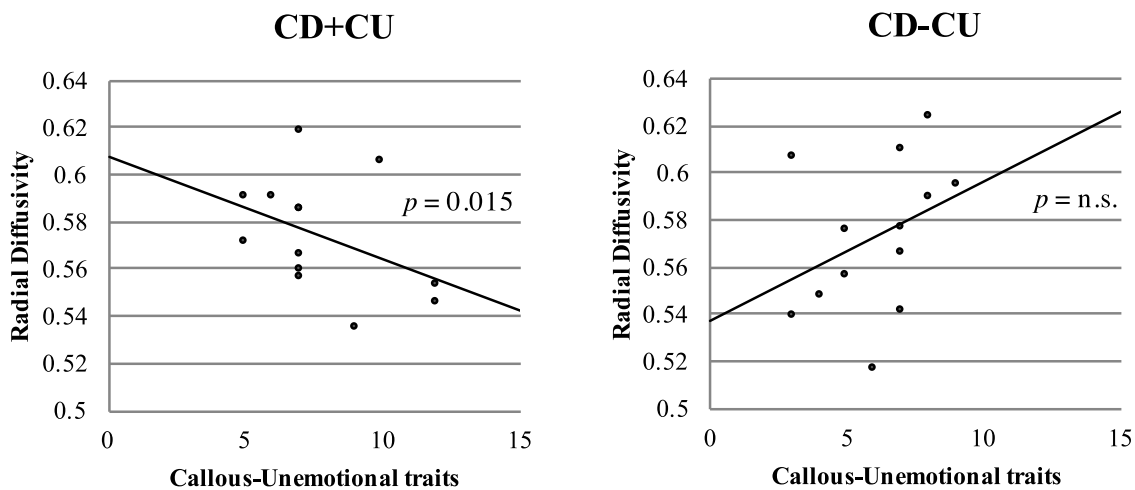 CD+CU
0.64
0.62
0.6
0.58
0.56
0.54
0.52
0.5
Radial Diffusivity
p = 0.015
0 5 10 15
Callous-Unemotional traits
CD-CU
0.64
0.62
0.6
0.58
0.56
0.54
0.52
0.5
Radial Diffusivity
p = n.s.
0 5 10 15
Callous-Unemotional traits